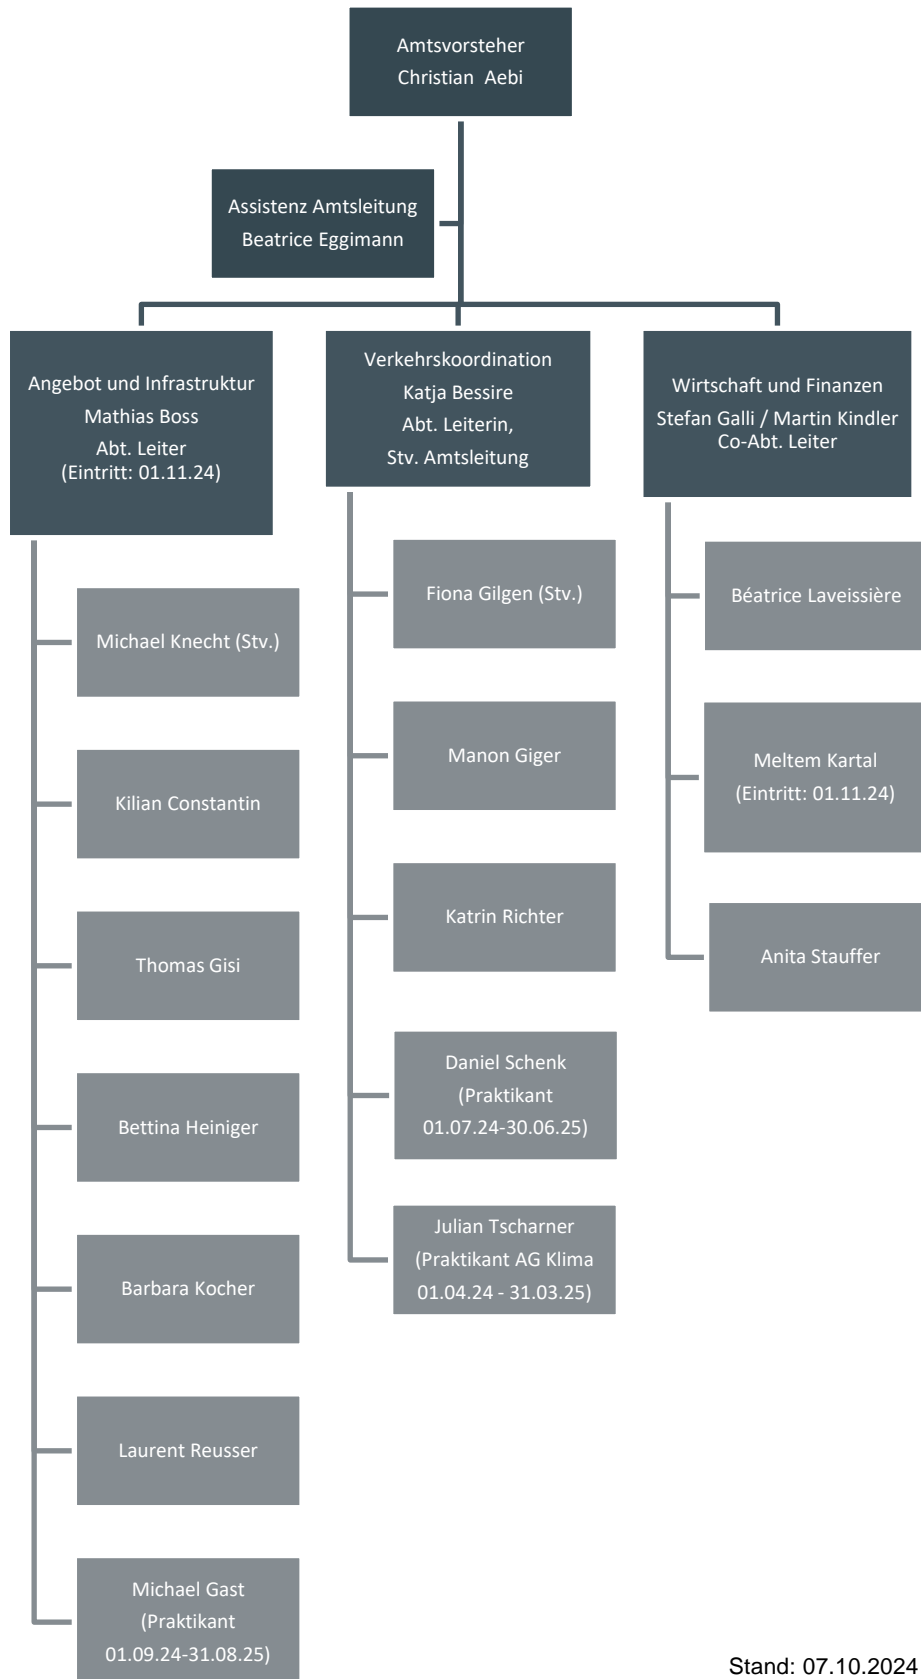 Amtsvorsteher
Christian  Aebi
Assistenz Amtsleitung
Beatrice Eggimann
Angebot und Infrastruktur
Mathias Boss
Abt. Leiter
(Eintritt: 01.11.24)
Michael Knecht (Stv.)
Kilian Constantin
Thomas Gisi
Bettina Heiniger
Barbara Kocher
Laurent Reusser
Michael Gast
(Praktikant
01.09.24-31.08.25)
Verkehrskoordination
Katja Bessire
Abt. Leiterin,
Stv. Amtsleitung
Fiona Gilgen (Stv.)
Manon Giger
Katrin Richter
Daniel Schenk
(Praktikant
01.07.24-30.06.25)
Julian Tscharner
(Praktikant AG Klima
01.04.24 - 31.03.25)
Wirtschaft und Finanzen
Stefan Galli / Martin Kindler
Co-Abt. Leiter
Béatrice Laveissière
Meltem Kartal
(Eintritt: 01.11.24)
Anita Stauffer
Stand: 07.10.2024